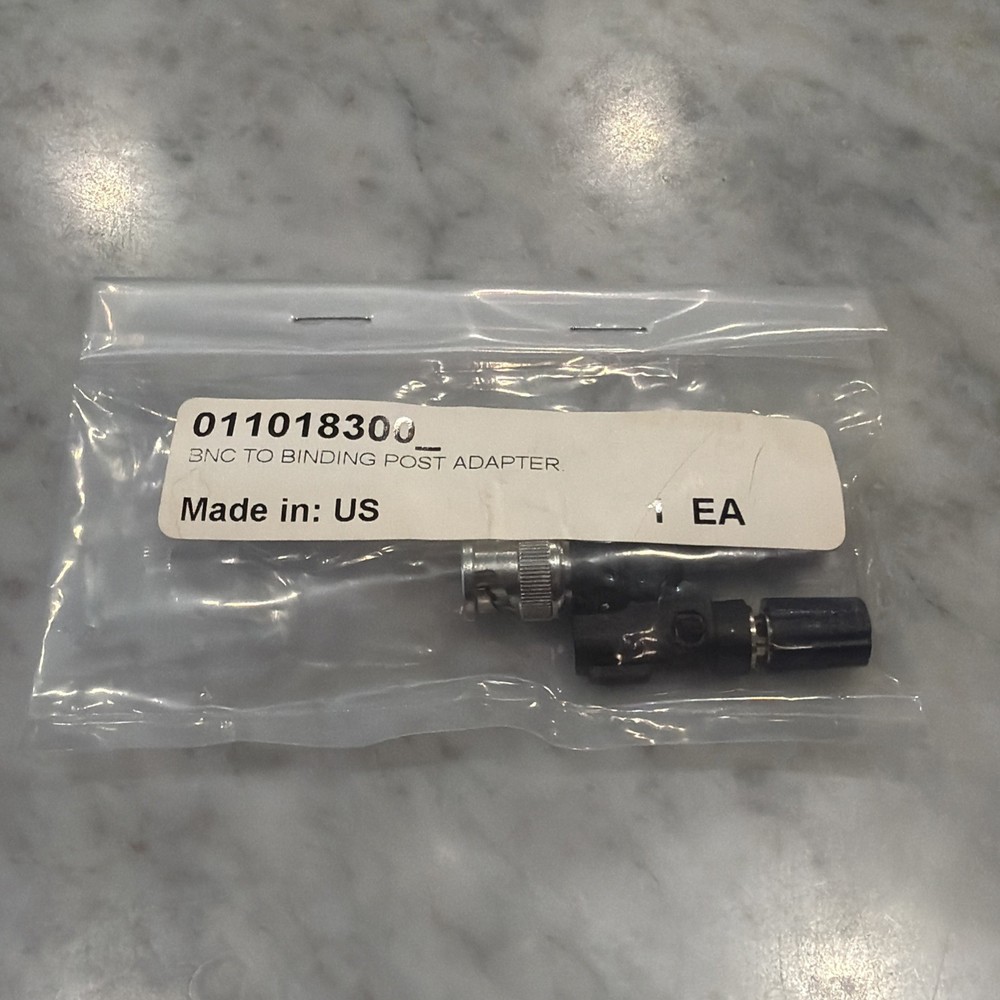 011018300_
BNC TO BINDING POST ADAPTER.
Made in: US 1 EA